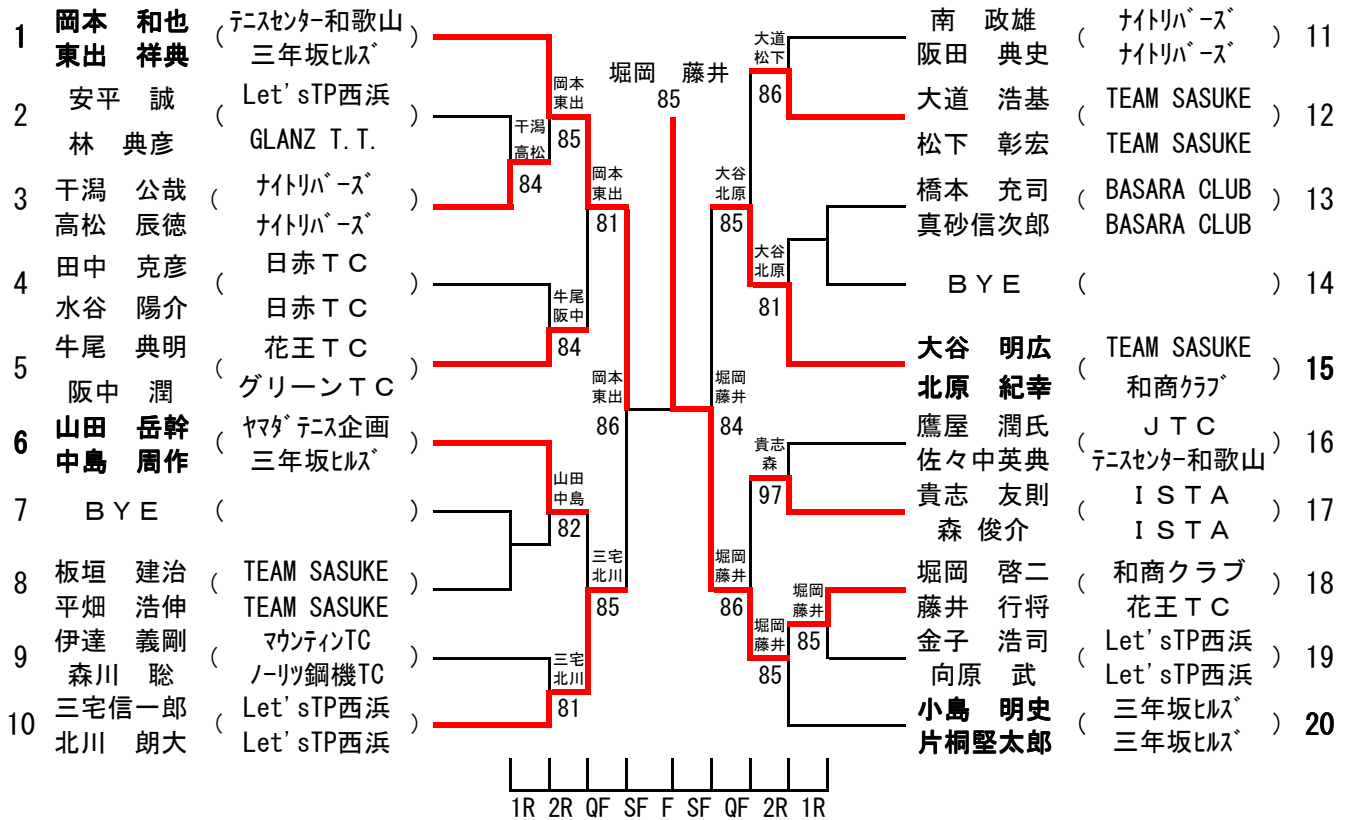 1 岡本 和也 (テニスセンター和歌山)
東出 祥典 三年坂ヒルズ
2 安平 誠 (Let'sTP西浜)
林 典彦 GLANZ T.T.
3 干潟 公哉 (ナイトリバーズ)
高松 辰徳 ナイトリバーズ
4 田中 克彦 (日赤TC)
水谷 陽介 日赤TC
5 牛尾 典明 (花王TC)
阪中 潤 グリーンTC
6 山田 岳幹 (ヤマダテニス企画)
中島 周作 三年坂ヒルズ
7 BYE ( )
8 板垣 建治 (TEAM SASUKE)
平畑 浩伸 TEAM SASUKE
9 伊達 義剛 (マウンティンTC)
森川 聡 ノーリツ鋼機TC
10 三宅信一郎 (Let'sTP西浜)
北川 朗大 Let'sTP西浜
干潟
高松
84
岡本
東出
85
牛尾
阪中
84
山田
中島
82
三宅
北川
81
岡本
東出
81
三宅
北川
85
岡本
東出
86
堀岡 藤井
85
堀岡
藤井
84
大谷
北原
85
堀岡
藤井
86
大道
松下
86
大谷
北原
81
貴志
森
97
堀岡
藤井
85
堀岡
藤井
85
南 政雄 (ナイトリバーズ) 11
阪田 典史 ナイトリバーズ
大道 浩基 (TEAM SASUKE) 12
松下 彰宏 TEAM SASUKE
橋本 充司 (BASARA CLUB) 13
真砂信次郎 BASARA CLUB
BYE ( ) 14
大谷 明広 (TEAM SASUKE) 15
北原 紀幸 和商クラブ
鷹屋 潤氏 (JTC) 16
佐々中英典 テニスセンター和歌山
貴志 友則 (ISTA) 17
森 俊介 ISTA
堀岡 啓二 (和商クラブ) 18
藤井 行将 花王TC
金子 浩司 (Let'sTP西浜) 19
向原 武 Let'sTP西浜
小島 明史 (三年坂ヒルズ) 20
片桐堅太郎 三年坂ヒルズ
1R 2R QF SF F SF QF 2R 1R